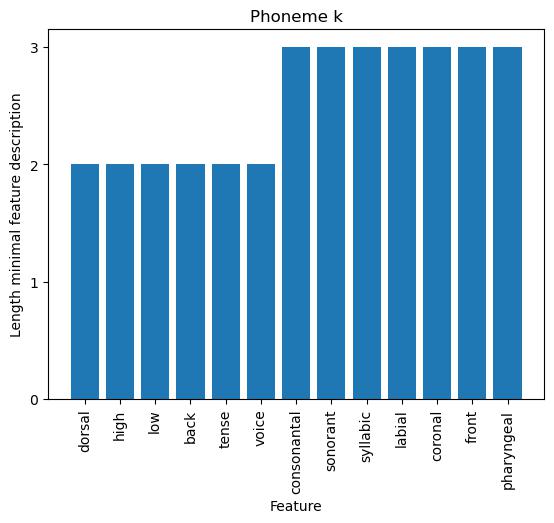 Phoneme k
Length minimal feature description
3
2
1
0
dorsal
high
low
back
tense
voice
consonantal
sonorant
syllabic
labial
coronal
front
pharyngeal
Feature